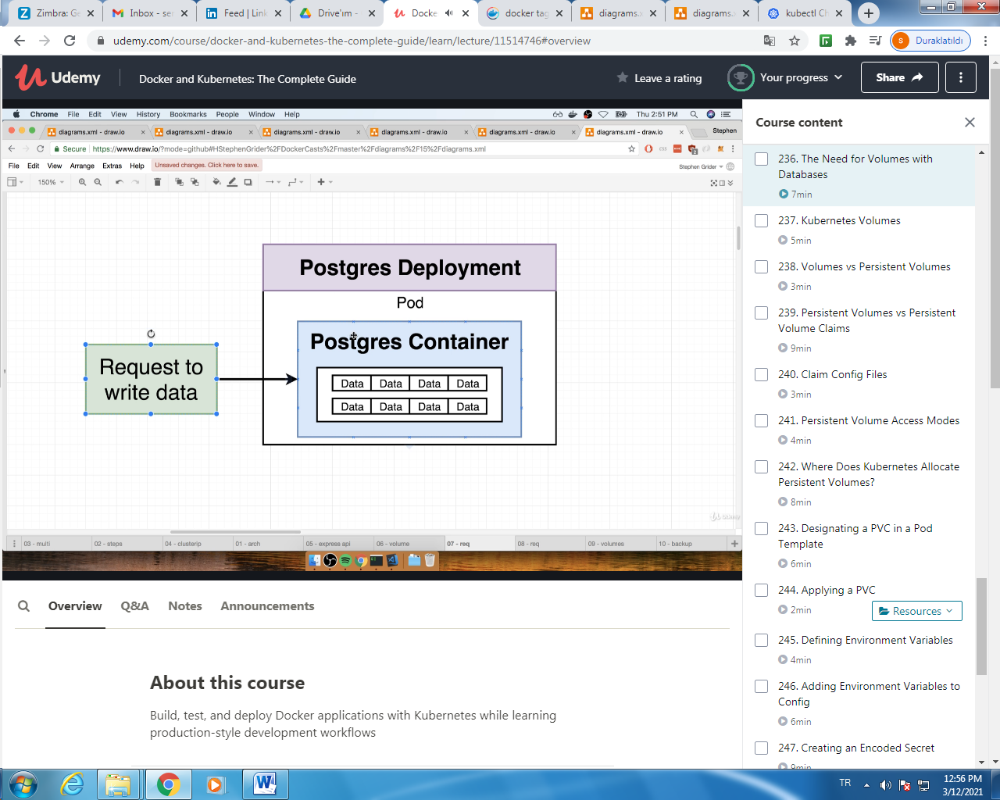 Zimbra: Ge
Inbox - ser
Feed | Link
Drive'ım -
Docke
docker tag
diagrams.x
diagrams.x
kubectl Ch
udemy.com/course/docker-and-kubernetes-the-complete-guide/learn/lecture/11514746#overview
s
Duraklatıldı
Udemy
Docker and Kubernetes: The Complete Guide
Leave a rating
Your progress
Share
Chrome File Edit View History Bookmarks People Window Help
Thu 2:51 PM
diagrams.xml - draw.io
diagrams.xml - draw.io
diagrams.xml - draw.io
diagrams.xml - draw.io
diagrams.xml - draw.io
diagrams.xml - draw.io
Stephen
Secure https://www.draw.io/?mode=github#HStephenGrider%2FDockerCasts%2Fmaster%2Fdiagrams%2F15%2Fdiagrams.xml
File Edit View Arrange Extras Help
Unsaved changes. Click here to save.
Stephen Grider
150%
Postgres Deployment
Pod
Postgres Container
Request to
write data
Data Data Data Data
Data Data Data Data
Udemy
03 - multi
02 - steps
04 - clusterip
01 - arch
05 - express api
06 - volume
07 - req
08 - req
09 - volumes
10 - backup
Overview
Q&A
Notes
Announcements
About this course
Build, test, and deploy Docker applications with Kubernetes while learning
production-style development workflows
Course content
236. The Need for Volumes with
Databases
7min
237. Kubernetes Volumes
5min
238. Volumes vs Persistent Volumes
3min
239. Persistent Volumes vs Persistent
Volume Claims
9min
240. Claim Config Files
3min
241. Persistent Volume Access Modes
4min
242. Where Does Kubernetes Allocate
Persistent Volumes?
8min
243. Designating a PVC in a Pod
Template
6min
244. Applying a PVC
2min
Resources
245. Defining Environment Variables
4min
246. Adding Environment Variables to
Config
6min
247. Creating an Encoded Secret
9min
TR
12:56 PM
3/12/2021